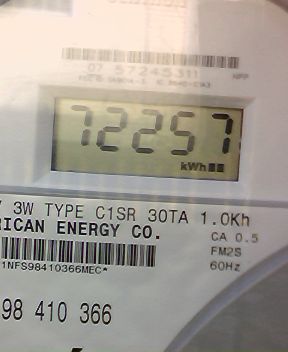 07 57245311
72257
kWh
3W TYPE C1SR 30TA 1.0Kh
RICAN ENERGY CO.
CA 0.5
FM2S
60Hz
1NFS98410366MEC*
98 410 366